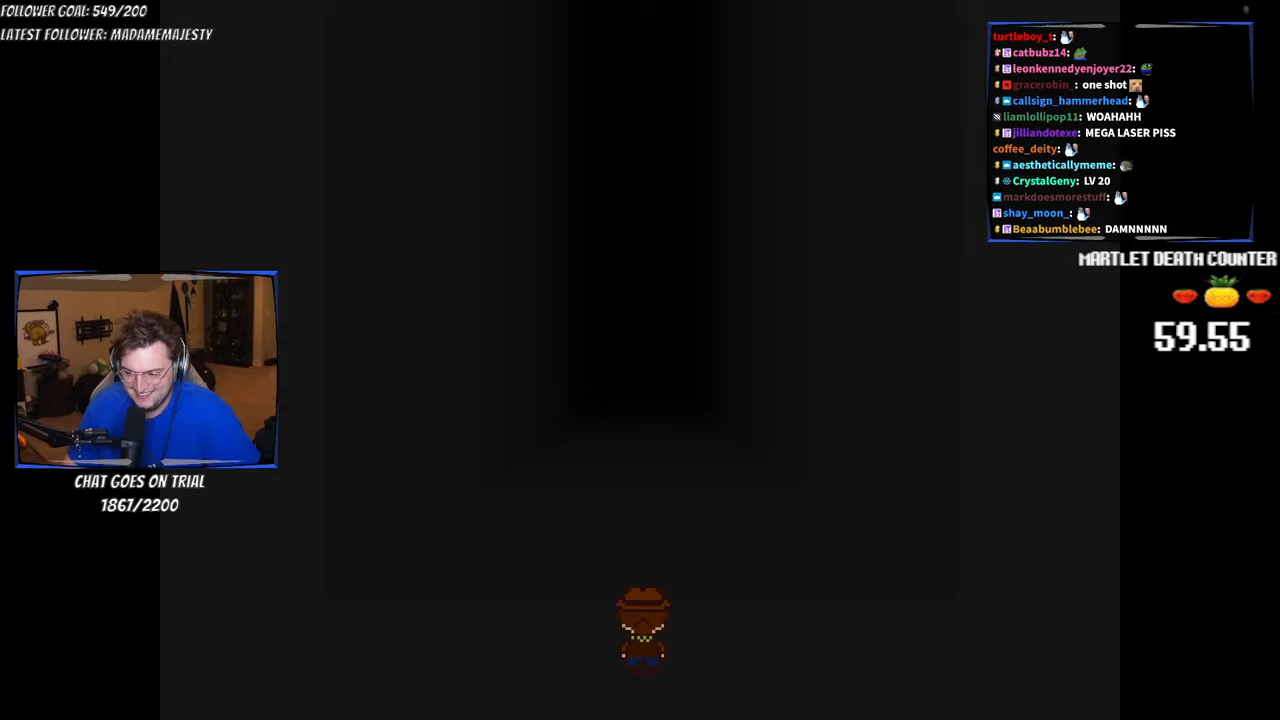 FOLLOWER GOAL: 549/200
LATEST FOLLOWER: MADAMEMAJESTY
turtleboy_t:
catbubz14:
leonkennedyenjoyer22:
gracerobin_: one shot
callsign_hammerhead:
liamlollipop11: WOAHAHH
jilliandotexe: MEGA LASER PISS
coffee_deity:
aestheticallymeme:
CrystalGeny: LV 20
markdoesmorestuff:
shay_moon_:
Beaabumblebee: DAMNNNNN
MARTLET DEATH COUNTER
59.55
CHAT GOES ON TRIAL
1867/2200